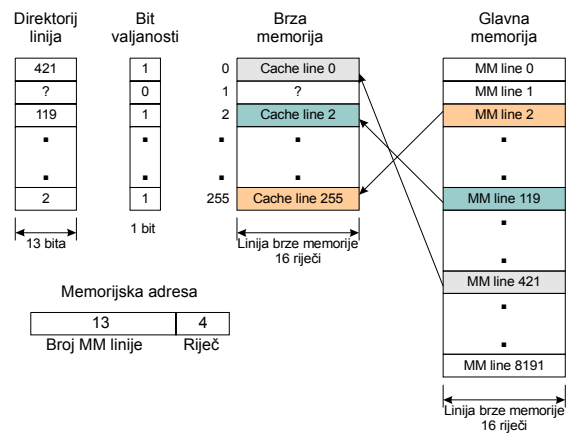 Direktorij linija
Bit valjanosti
Brza memorija
Glavna memorija
421 1 0 Cache line 0 MM line 0
? 0 1 ? MM line 1
119 1 2 Cache line 2 MM line 2
2 1 255 Cache line 255 MM line 119
13 bita
1 bit
Linija brze memorije
16 riječi
MM line 421
Memorijska adresa
13 4
Broj MM linije Riječ
MM line 8191
Linija brze memorije
16 riječi